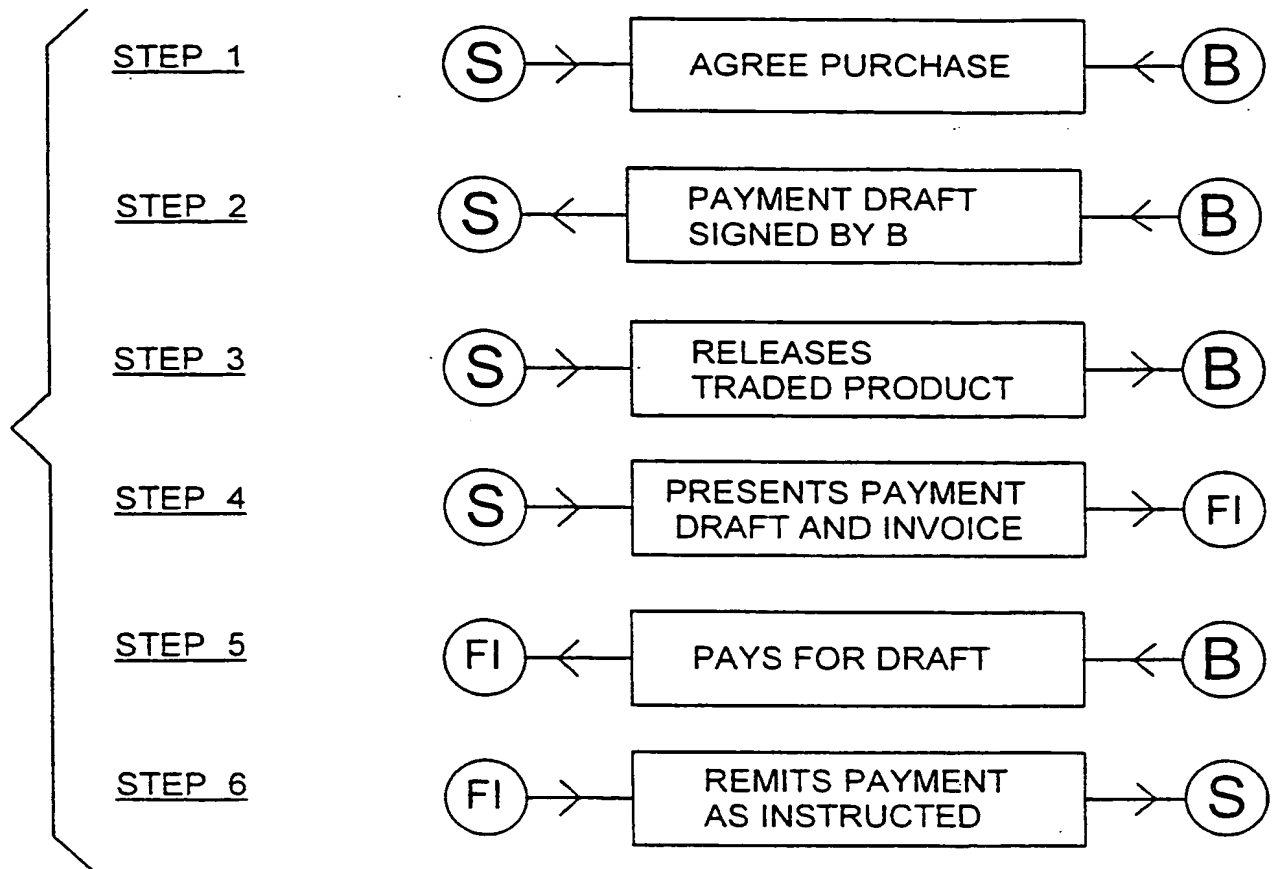 STEP 1 S AGREE PURCHASE B
STEP 2 S PAYMENT DRAFT
SIGNED BY B B
STEP 3 S RELEASES
TRADED PRODUCT B
STEP 4 S PRESENTS PAYMENT
DRAFT AND INVOICE FI
STEP 5 FI PAYS FOR DRAFT B
STEP 6 FI REMITS PAYMENT
AS INSTRUCTED S